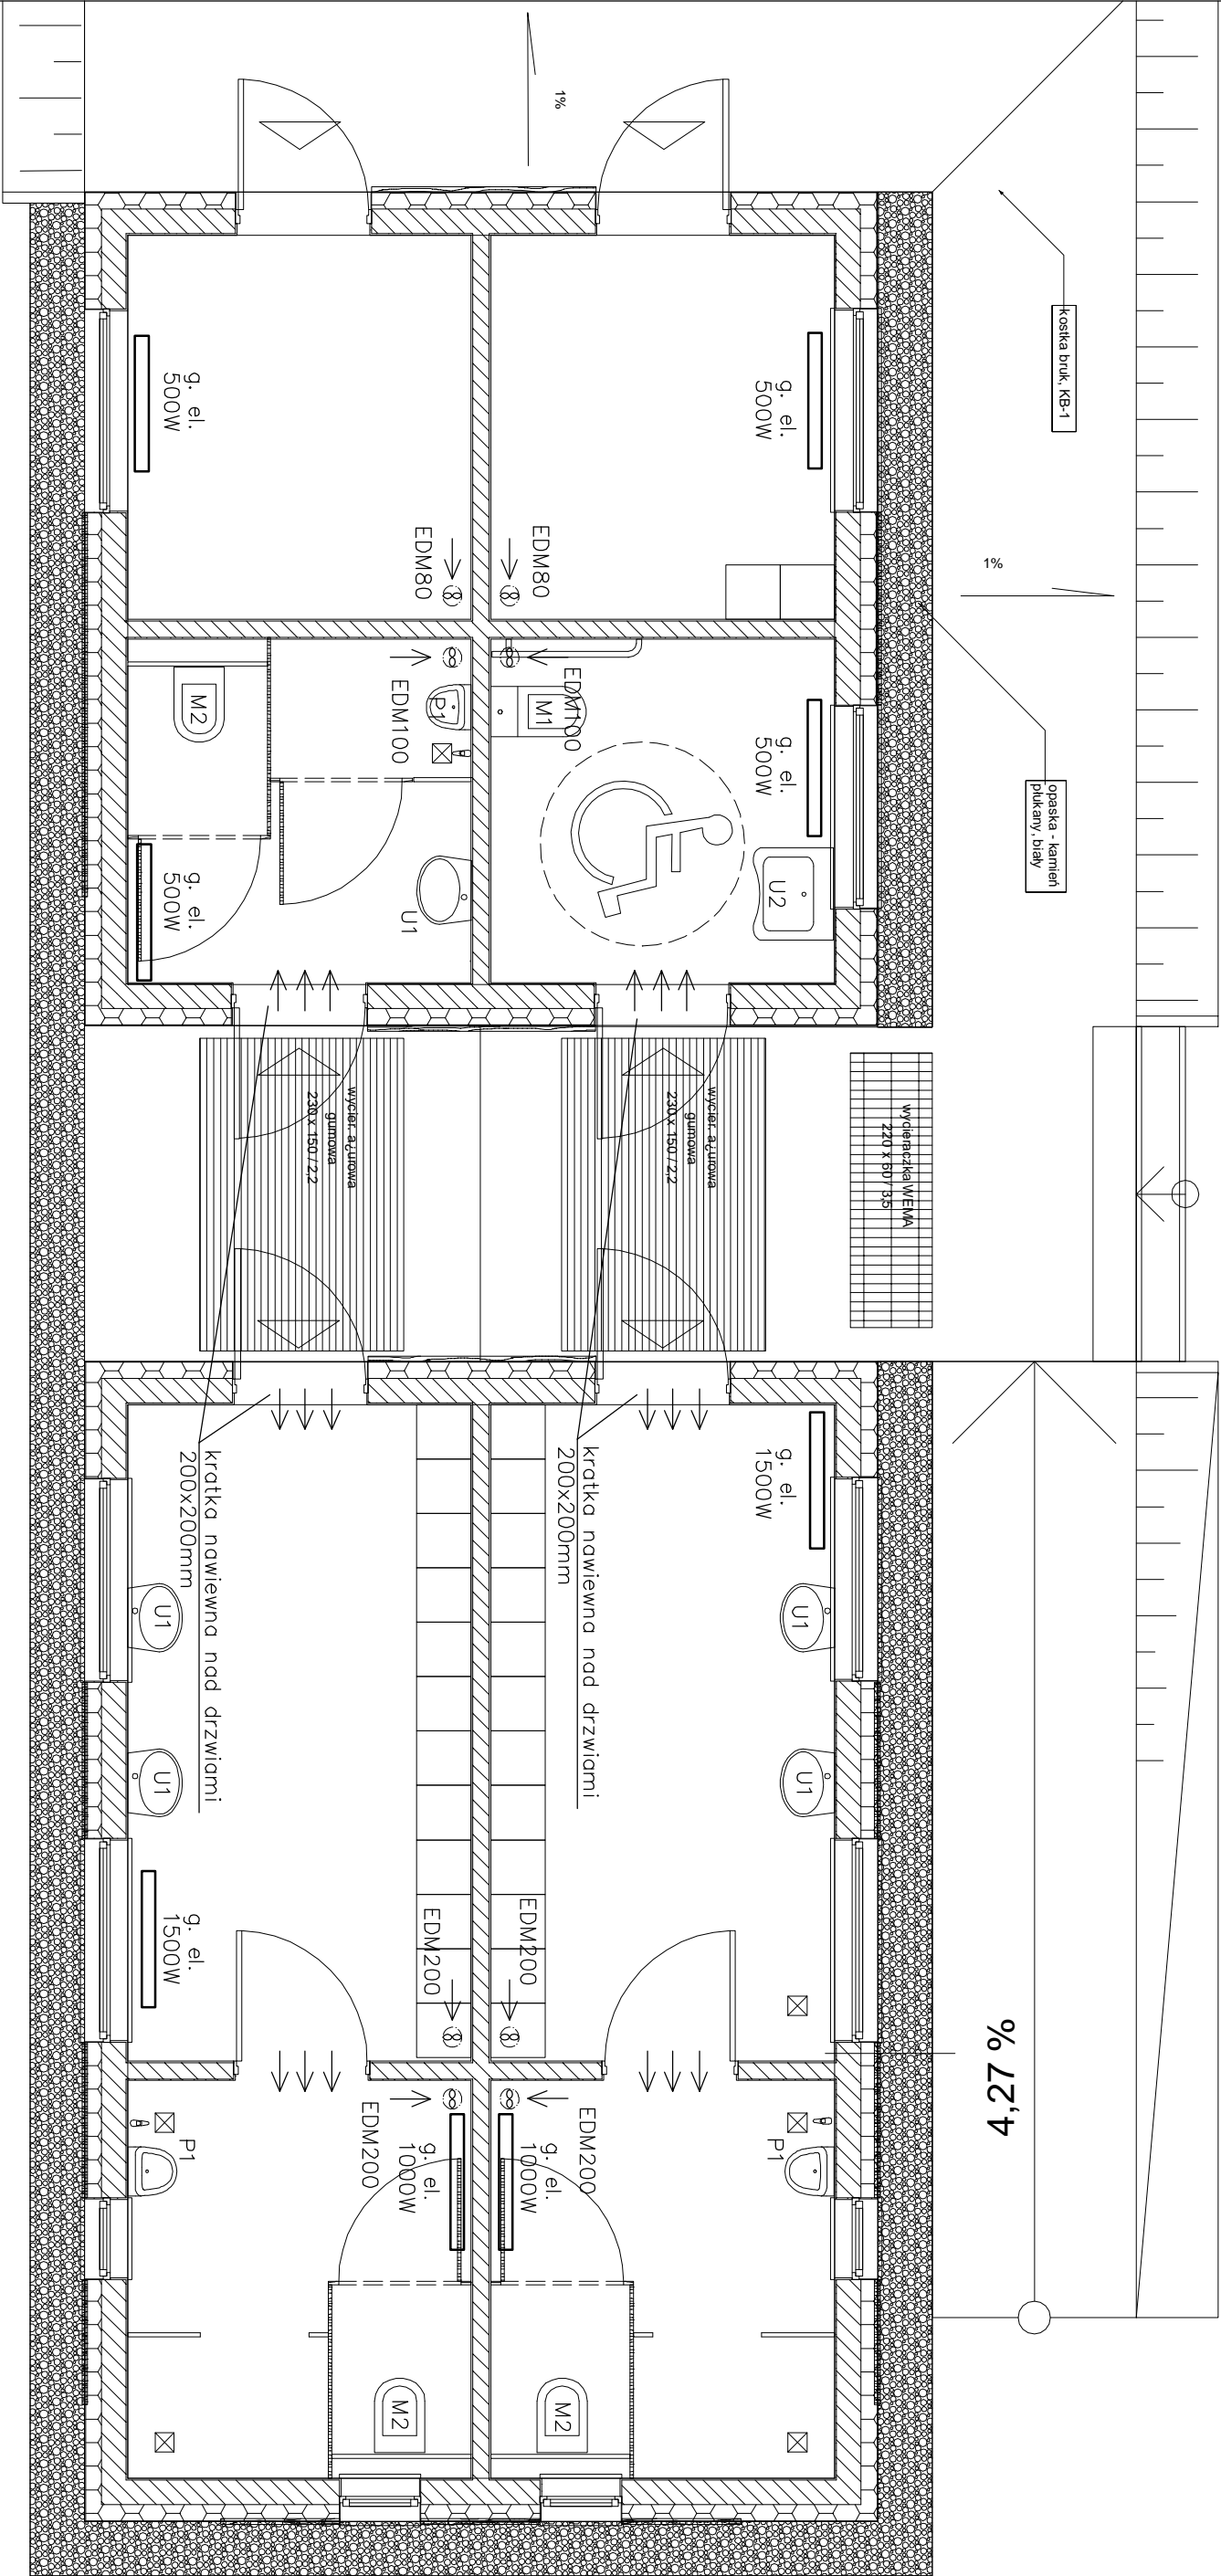 1%
kostka bruk, KB-1
g. el.
500W
g. el.
500W
EDM80
EDM80
1%
opaska - kamień
płukany, biały
M2
EDM100
P1
EDM100
M1
g. el.
500W
g. el.
500W
U1
U2
wycier. ażurowa
gumowa
230 x 150 / 2,2
wycier. ażurowa
gumowa
230 x 150 / 2,2
wycieraczka WEMA
220 x 60 / 3,5
kratka nawiewna nad drzwiami
200x200mm
kratka nawiewna nad drzwiami
200x200mm
g. el.
1500W
U1
U1
U1
U1
g. el.
1500W
EDM200
EDM200
4,27 %
P1
EDM200
g. el.
1000W
g. el.
1000W
EDM200
P1
M2
M2